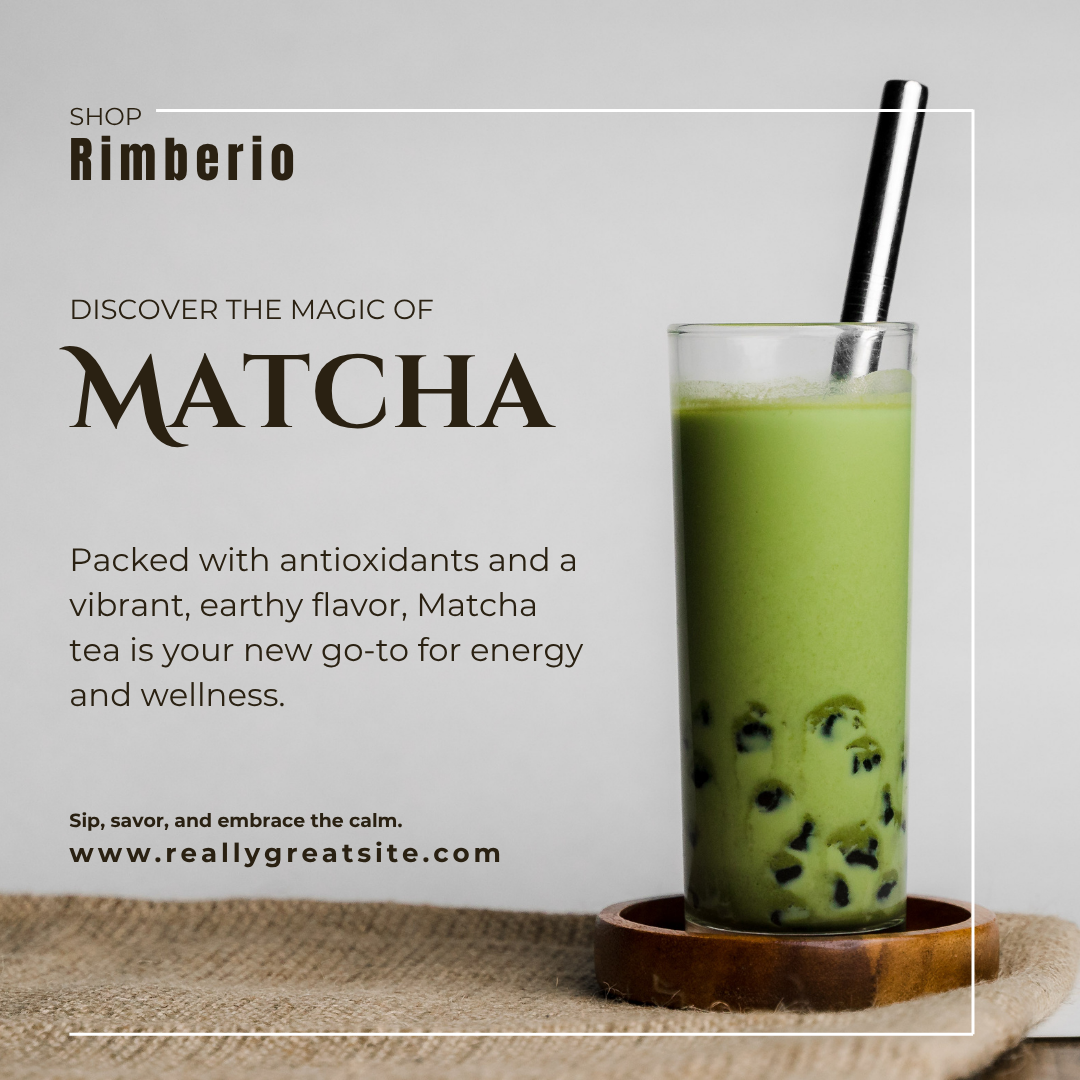 SHOP
Rimberio
DISCOVER THE MAGIC OF
MATCHA
Packed with antioxidants and a
vibrant, earthy flavor, Matcha
tea is your new go-to for energy
and wellness.
Sip, savor, and embrace the calm.
www.reallygreatsite.com